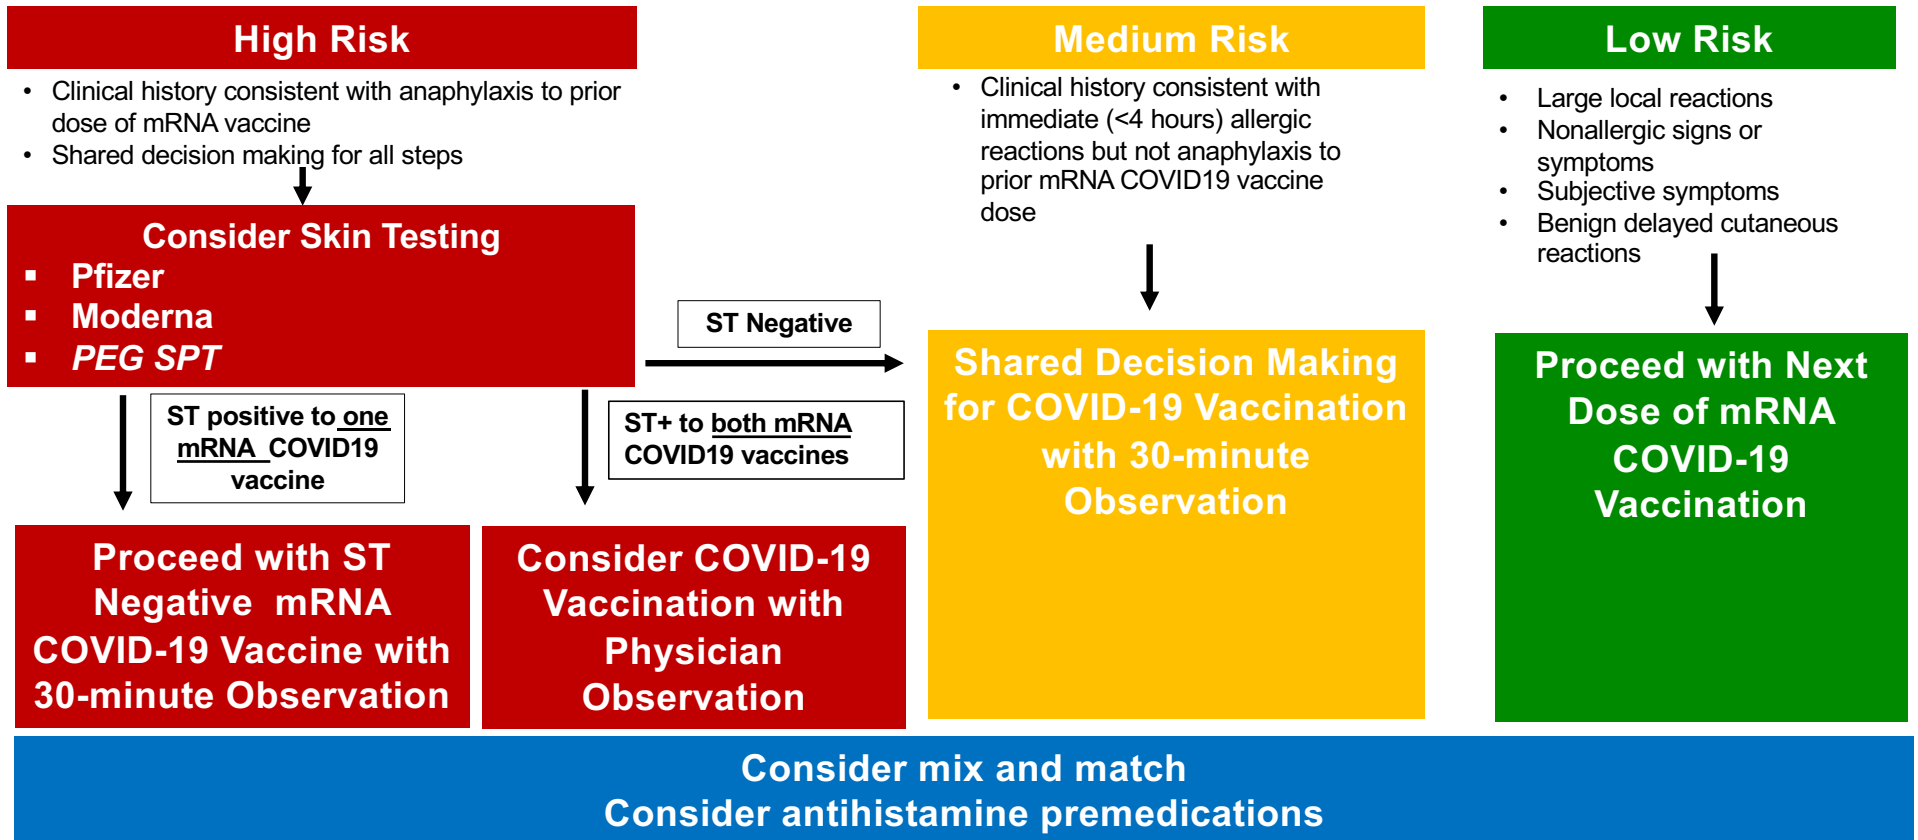 High Risk
• Clinical history consistent with anaphylaxis to prior
dose of mRNA vaccine
• Shared decision making for all steps
Consider Skin Testing
▪ Pfizer
▪ Moderna
▪ PEG SPT
ST Negative
ST positive to one
mRNA COVID19
vaccine
ST+ to both mRNA
COVID19 vaccines
Proceed with ST
Negative mRNA
COVID-19 Vaccine with
30-minute Observation
Consider COVID-19
Vaccination with
Physician
Observation
Medium Risk
• Clinical history consistent with
immediate (<4 hours) allergic
reactions but not anaphylaxis to
prior mRNA COVID19 vaccine
dose
Shared Decision Making
for COVID-19 Vaccination
with 30-minute
Observation
Low Risk
• Large local reactions
• Nonallergic signs or
symptoms
• Subjective symptoms
• Benign delayed cutaneous
reactions
Proceed with Next
Dose of mRNA
COVID-19
Vaccination
Consider mix and match
Consider antihistamine premedications